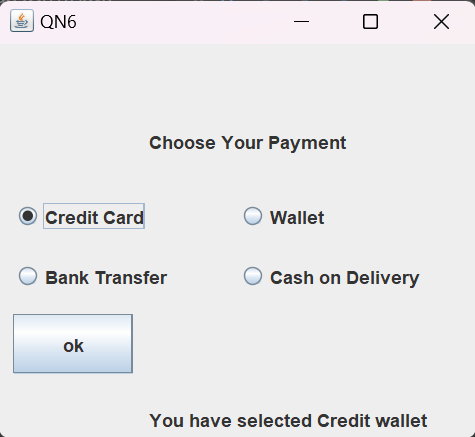 QN6
Choose Your Payment
Credit Card
Wallet
Bank Transfer
Cash on Delivery
ok
You have selected Credit wallet